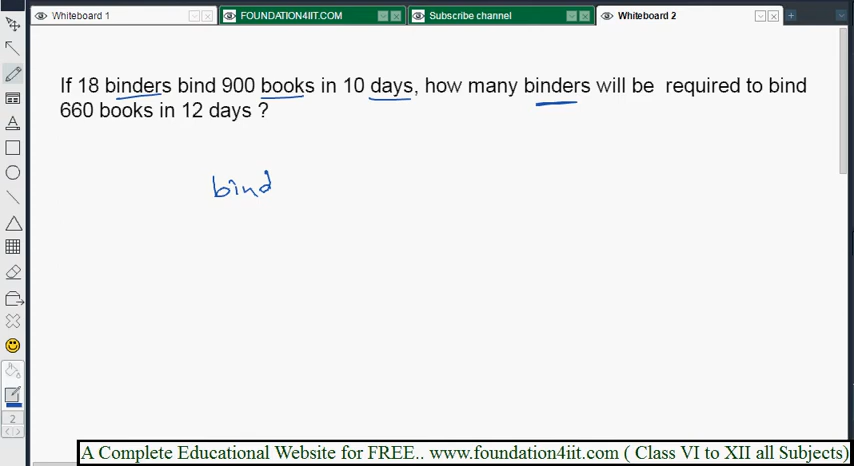 Whiteboard 1
FOUNDATION4IIT.COM
Subscribe channel
Whiteboard 2
If 18 binders bind 900 books in 10 days, how many binders will be required to bind
660 books in 12 days ?
bind
2
A Complete Educational Website for FREE.. www.foundation4iit.com ( Class VI to XII all Subjects)